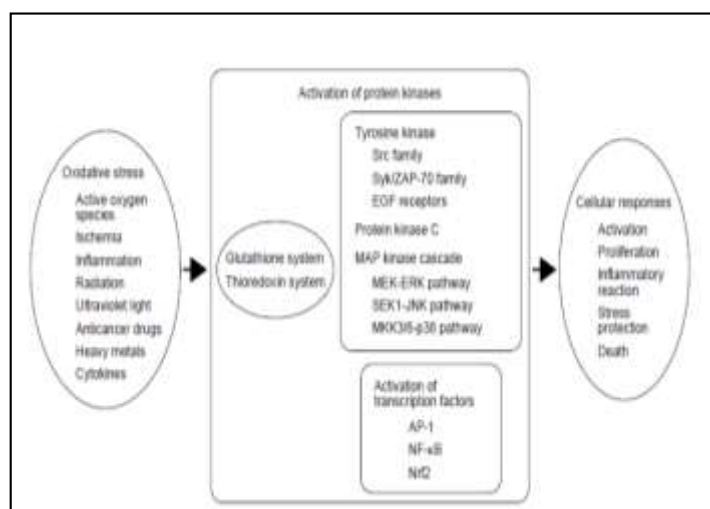 Oxidative stress
Active oxygen
species
Ischemia
Inflammation
Radiation
Ultraviolet light
Anticancer drugs
Heavy metals
Cytokines
Activation of protein kinases
Glutathione system
Thioredoxin system
Tyrosine kinase
Src family
Syk/ZAP-70 family
EGF receptors
Protein kinase C
MAP kinase cascade
MEK-ERK pathway
SEK1-JNK pathway
MKK3/6-p38 pathway
Activation of
transcription factors
AP-1
NF-κB
Nrf2
Cellular responses
Activation
Proliferation
Inflammatory
reaction
Stress
protection
Death